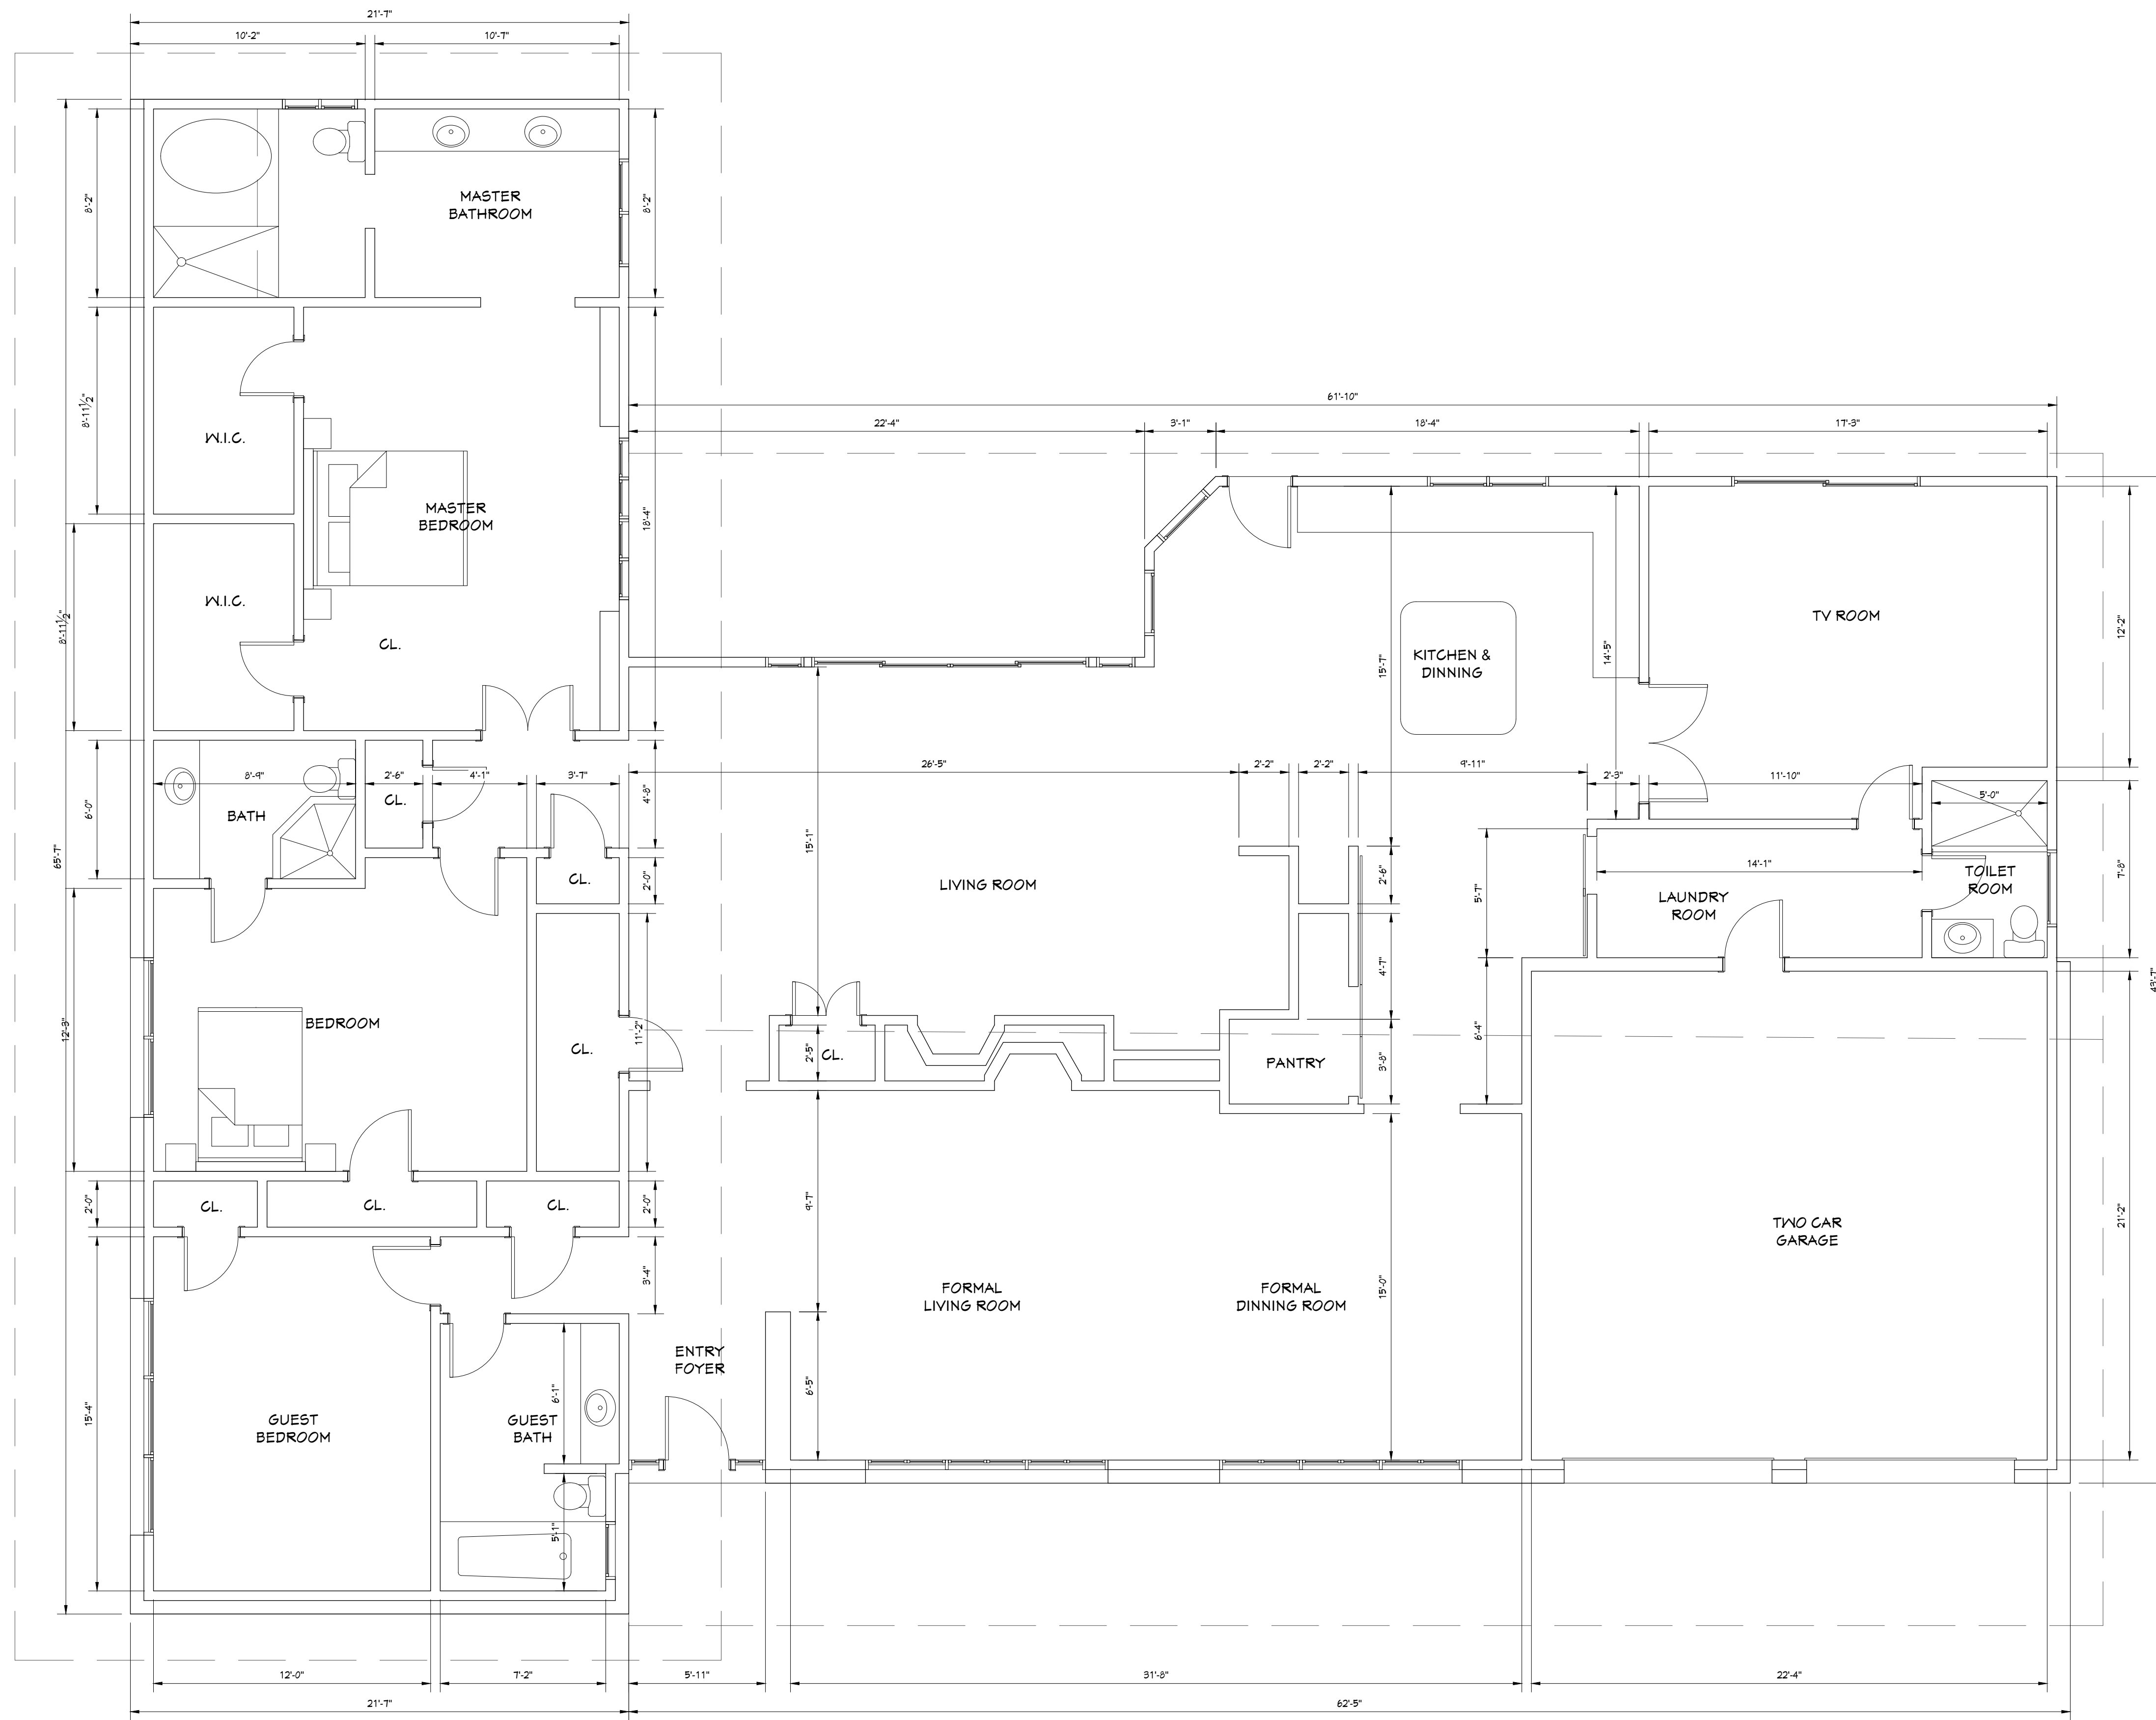 21'-7"
10'-2" 10'-7"
8'-2" 8'-2"
MASTER
BATHROOM
61'-10"
8'-11 1/2" 22'-4" 3'-1" 18'-4" 17'-3"
W.I.C.
MASTER
BEDROOM
18'-4"
W.I.C.
8'-11 1/2"
CL.
TV ROOM
12'-2"
KITCHEN &
DINNING
15'-7" 14'-5"
26'-5" 2'-2" 2'-2" 9'-11" 2'-3" 11'-10"
8'-9" 2'-6" 4'-1" 3'-7" 4'-8"
5'-0"
CL.
6'-0"
BATH
15'-1"
65'-7"
14'-1"
7'-8"
CL.
2'-0"
LIVING ROOM
2'-6"
5'-7"
LAUNDRY
ROOM
TOILET
ROOM
4'-7"
43'-7"
12'-3"
BEDROOM
11'-2"
CL.
2'-5"
CL.
PANTRY
3'-8"
6'-4"
2'-0"
CL.
CL.
CL.
2'-0"
9'-7"
21'-2"
TWO CAR
GARAGE
3'-4"
FORMAL
LIVING ROOM
FORMAL
DINNING ROOM
15'-0"
ENTRY
FOYER
6'-5"
6'-1"
15'-4"
GUEST
BEDROOM
GUEST
BATH
5'-1"
12'-0" 7'-2" 5'-11" 31'-8" 22'-4"
21'-7" 62'-5"